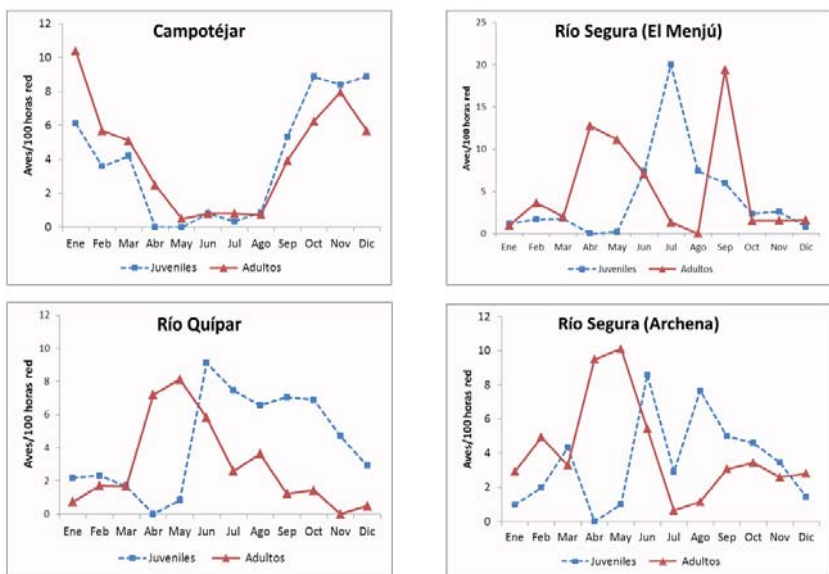 Campotéjar
Aves/100 horas red
12
10
8
6
4
2
0
Ene Feb Mar Abr May Jun Jul Ago Sep Oct Nov Dic
Juveniles Adultos
Río Segura (El Menjú)
Aves/100 horas red
25
20
15
10
5
0
Ene Feb Mar Abr May Jun Jul Ago Sep Oct Nov Dic
Juveniles Adultos
Río Quípar
Aves/100 horas red
12
10
8
6
4
2
0
Ene Feb Mar Abr May Jun Jul Ago Sep Oct Nov Dic
Juveniles Adultos
Río Segura (Archena)
Aves/100 horas red
12
10
8
6
4
2
0
Ene Feb Mar Abr May Jun Jul Ago Sep Oct Nov Dic
Juveniles Adultos